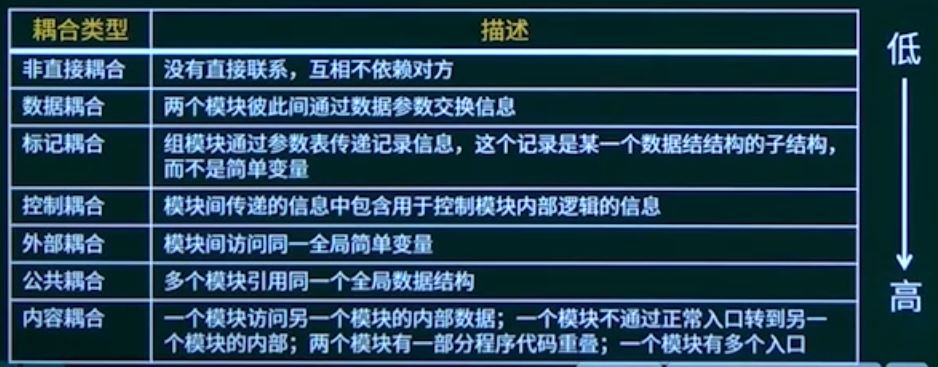 耦合类型 描述
非直接耦合 没有直接联系，互相不依赖对方
数据耦合 两个模块彼此间通过数据参数交换信息
标记耦合 组模块通过参数表传递记录信息，这个记录是某一个数据结结构的子结构，
而不是简单变量
控制耦合 模块间传递的信息中包含用于控制模块内部逻辑的信息
外部耦合 模块间访问同一全局简单变量
公共耦合 多个模块引用同一个全局数据结构
内容耦合 一个模块访问另一个模块的内部数据；一个模块不通过正常入口转到另一
个模块的内部；两个模块有一部分程序代码重叠；一个模块有多个入口
低
高